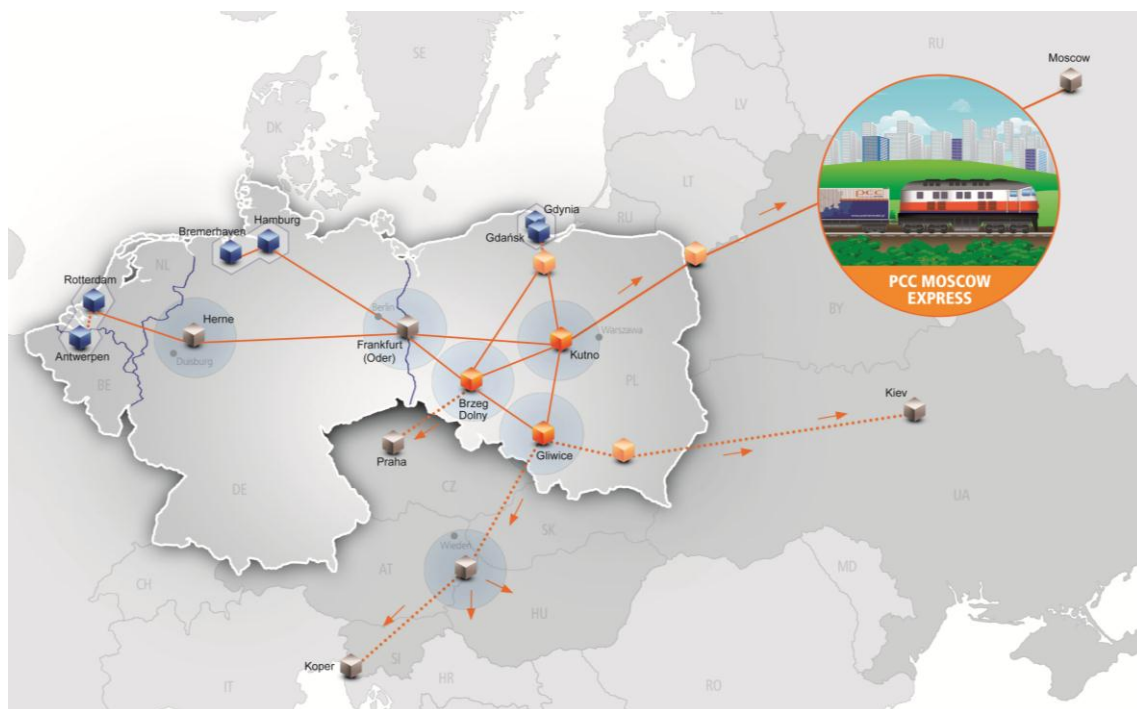 SE
RU
Moscow
DK
LV
LT
RU
Gdynia
Gdańsk
Hamburg
Bremerhaven
NL
Rotterdam
Antwerpen
BE
Herne
Duisburg
Berlin
Frankfurt
(Oder)
Kutno
Warszawa
PL
Brzeg
Dolny
Gliwice
Praha
CZ
DE
pcc
PCC MOSCOW
EXPRESS
BY
Kiev
UA
SK
Wiedeń
AT
CH
HU
MD
Koper
SI
IT
HR
RO